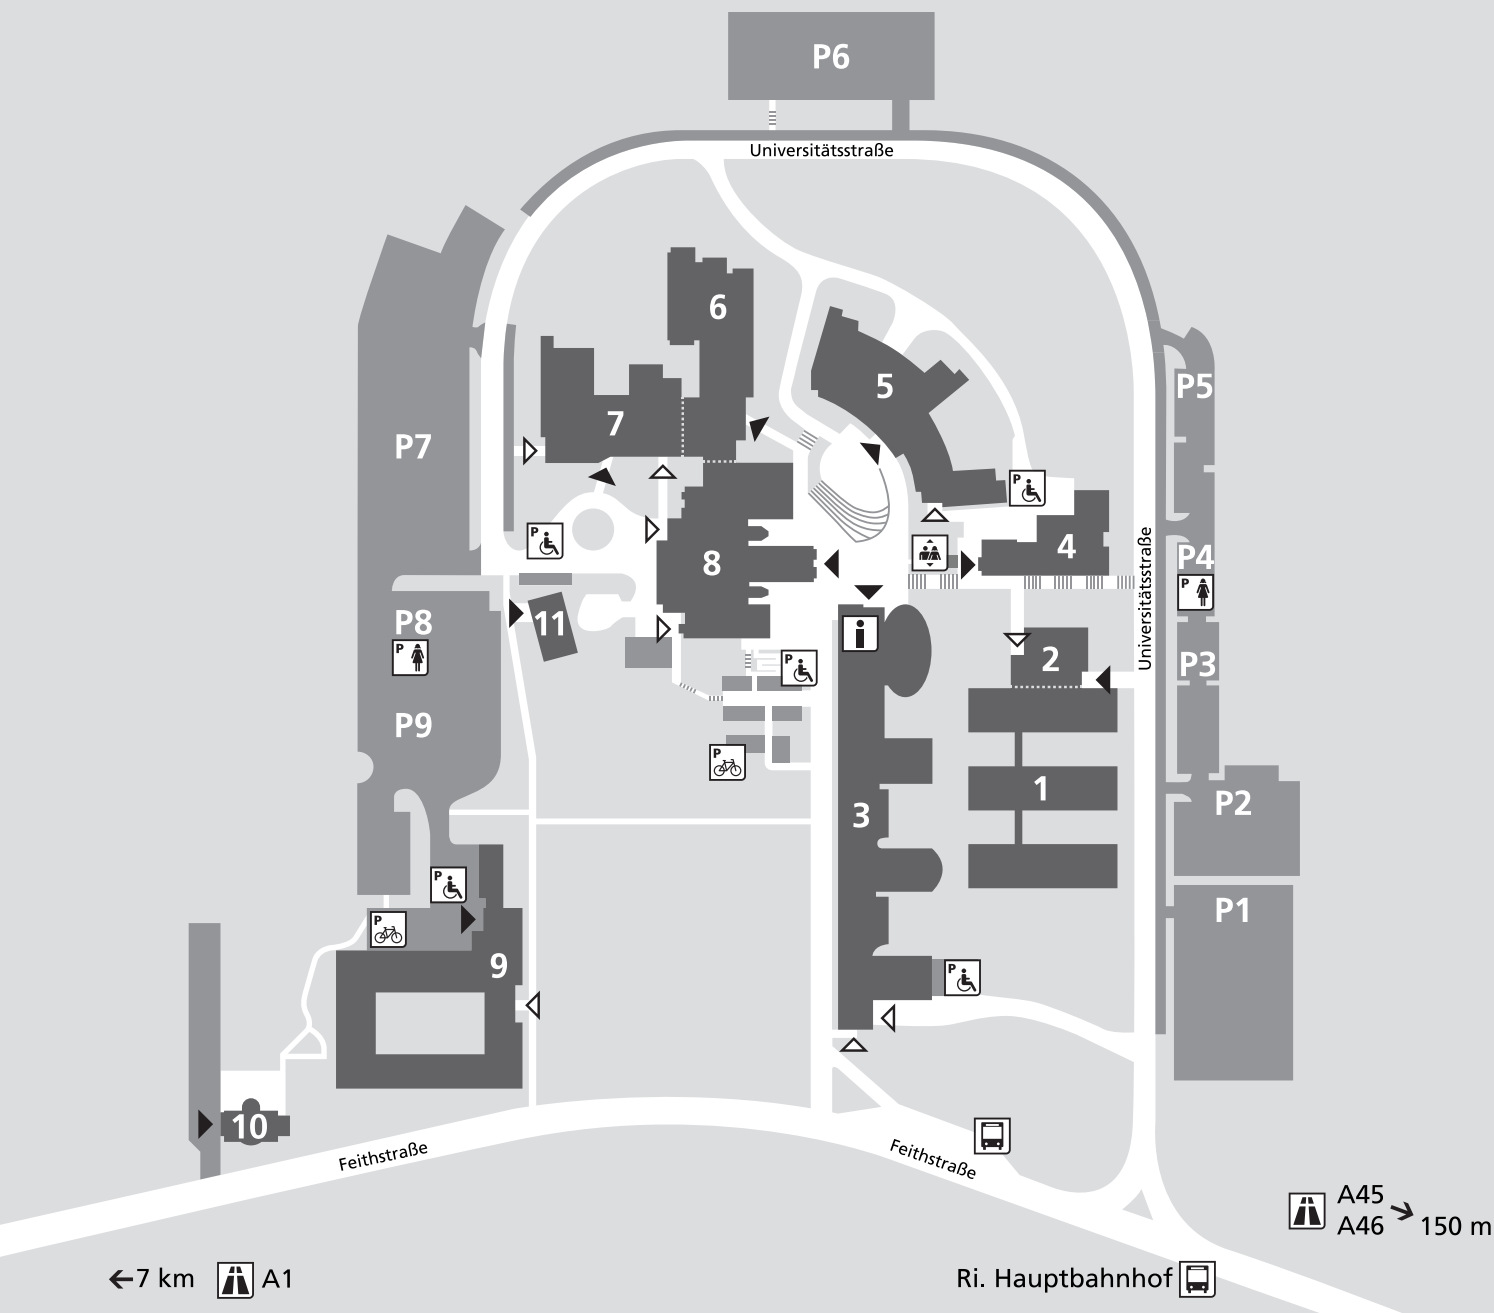 P6
Universitätsstraße
6
5
P5
7
P7
P
P
8
4
P4
P
Universitätsstraße
11
P8
P
2
P3
P
P9
P
1
P2
3
P
P
P1
9
P
10
Feithstraße
Feithstraße
A45
A46
150 m
7 km
A1
Ri. Hauptbahnhof